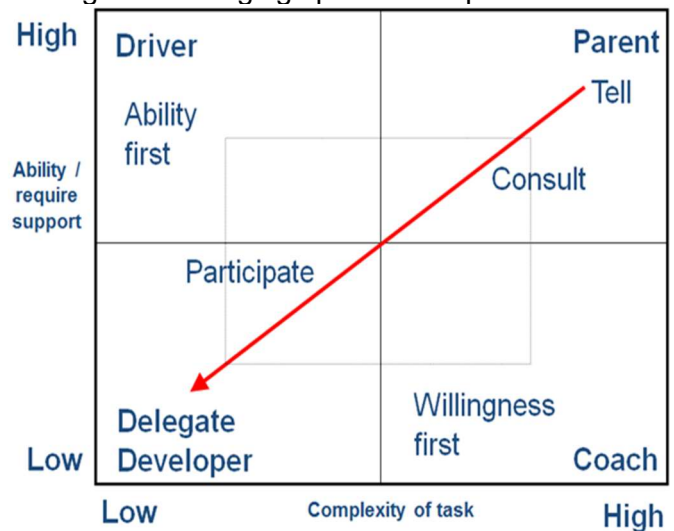 High
Driver
Parent
Tell
Ability
first
Ability /
require
support
Consult
Participate
Willingness
first
Delegate
Developer
Low
Coach
Low
Complexity of task
High